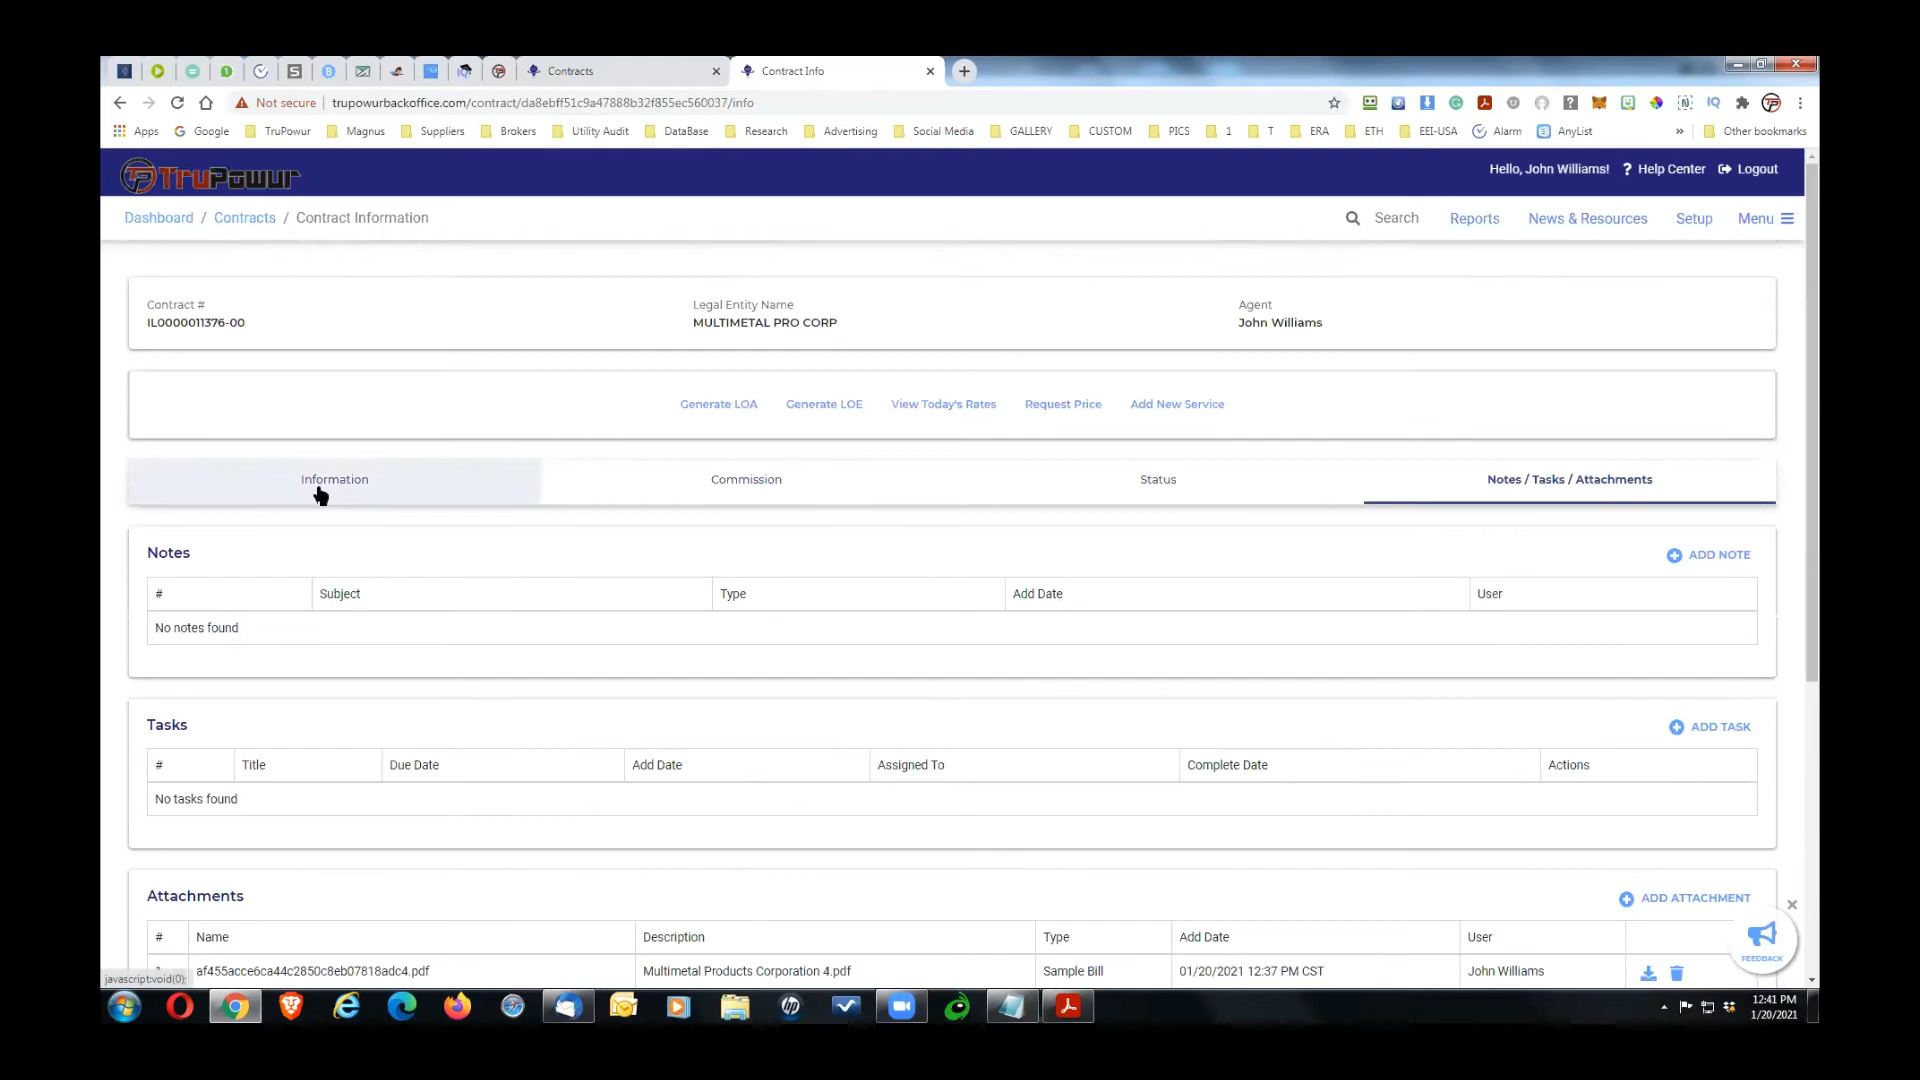 Contracts
Contract Info
Not secure trupowurbackoffice.com/contract/da8ebff51c9a47888b32f855ec560037/info
Apps Google TruPowur Magnus Suppliers Brokers Utility Audit DataBase Research Advertising Social Media GALLERY CUSTOM PICS 1 T ERA ETH EEI-USA Alarm AnyList » Other bookmarks
TruPowur
Hello, John Williams! ? Help Center Logout
Dashboard / Contracts / Contract Information
Search Reports News & Resources Setup Menu
Contract # Legal Entity Name Agent
IL0000011376-00 MULTIMETAL PRO CORP John Williams
Generate LOA Generate LOE View Today's Rates Request Price Add New Service
Information Commission Status Notes / Tasks / Attachments
Notes ADD NOTE
# Subject Type Add Date User
No notes found
Tasks ADD TASK
# Title Due Date Add Date Assigned To Complete Date Actions
No tasks found
Attachments ADD ATTACHMENT
# Name Description Type Add Date User
af455acce6ca44c2850c8eb07818adc4.pdf Multimetal Products Corporation 4.pdf Sample Bill 01/20/2021 12:37 PM CST John Williams
FEEDBACK
javascript:void(0);
12:41 PM
1/20/2021